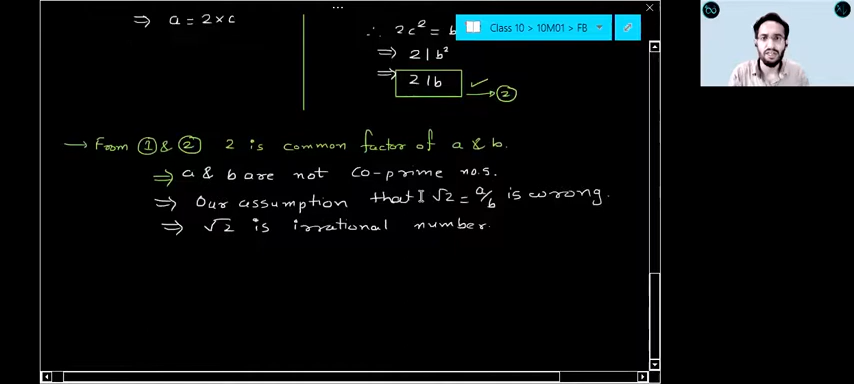 ⇒ a = 2 × c
∴ 2c² = b
Class 10 > 10M01 > FB
⇒ 2 | b²
⇒ 2 | b ✓ → ②
→ From ① & ② 2 is common factor of a & b.
⇒ a & b are not co-prime no.s.
⇒ Our assumption that √2 = a/b is wrong.
⇒ √2 is irrational number.